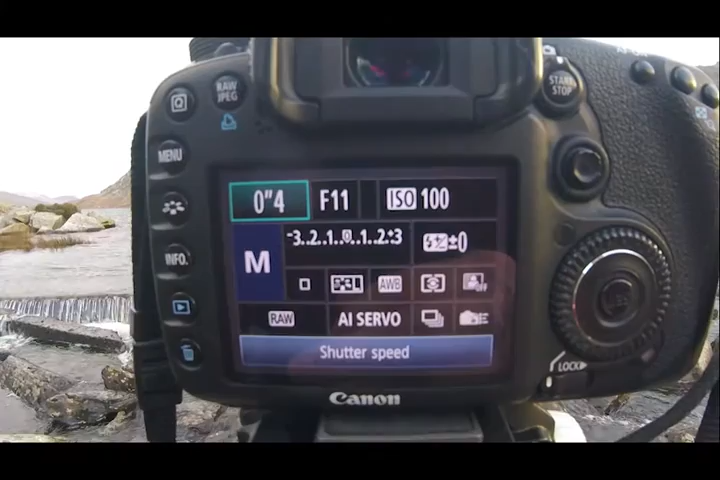 RAW
JPEG
START
STOP
MENU
INFO.
0"4 F11 ISO 100
M
-3..2..1..0..1..2.+3 ±0
AWB OFF
RAW AI SERVO
Shutter speed
LOCK
Canon